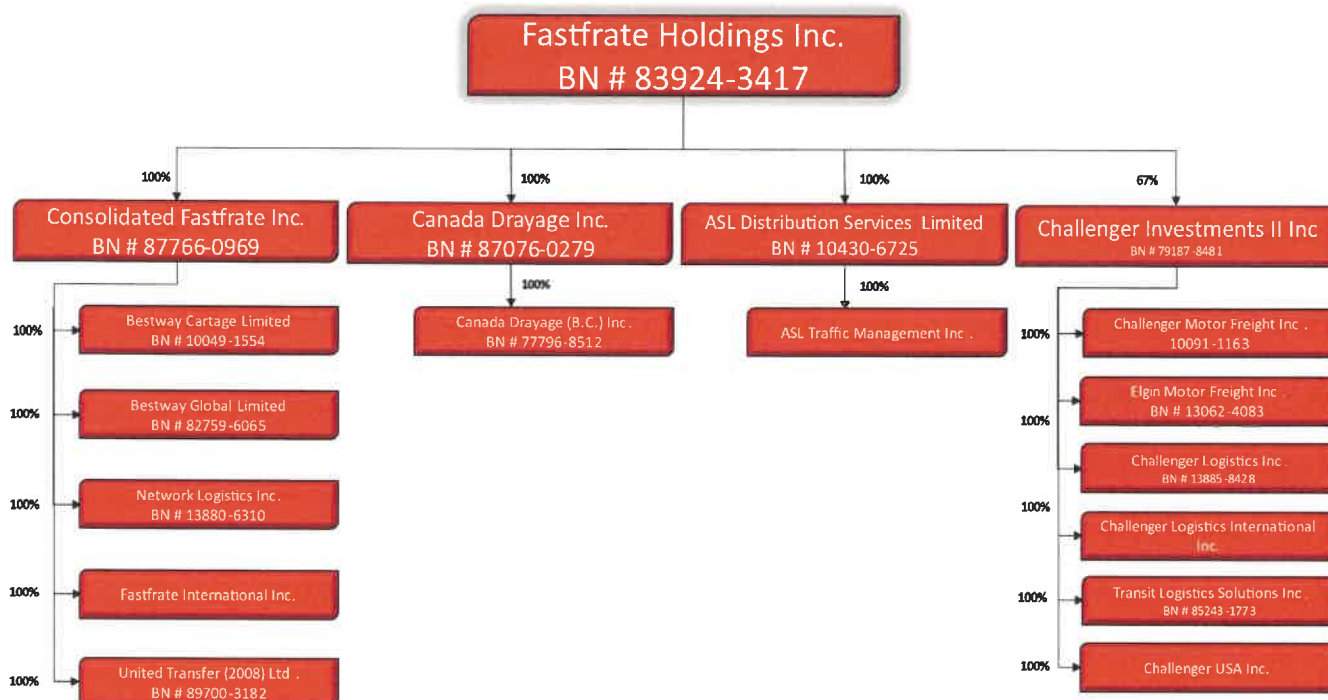 Fastfrate Holdings Inc.
BN # 83924-3417
100%
100%
100%
67%
Consolidated Fastfrate Inc.
BN # 87766-0969
Canada Drayage Inc.
BN # 87076-0279
ASL Distribution Services Limited
BN # 10430-6725
Challenger Investments II Inc
BN # 79187-8481
100%
Bestway Cartage Limited
BN # 10049-1554
100%
Bestway Global Limited
BN # 82759-6065
100%
Network Logistics Inc.
BN # 13880-6310
100%
Fastfrate International Inc.
100%
United Transfer (2008) Ltd .
BN # 89700-3182
100%
Canada Drayage (B.C.) Inc .
BN # 77796-8512
100%
ASL Traffic Management Inc .
100%
Challenger Motor Freight Inc .
10091-1163
Elgin Motor Freight Inc .
BN # 13062-4083
100%
Challenger Logistics Inc.
BN # 13885-8428
100%
Challenger Logistics International
Inc.
100%
Transit Logistics Solutions Inc .
BN # 85243-1773
100%
Challenger USA Inc.